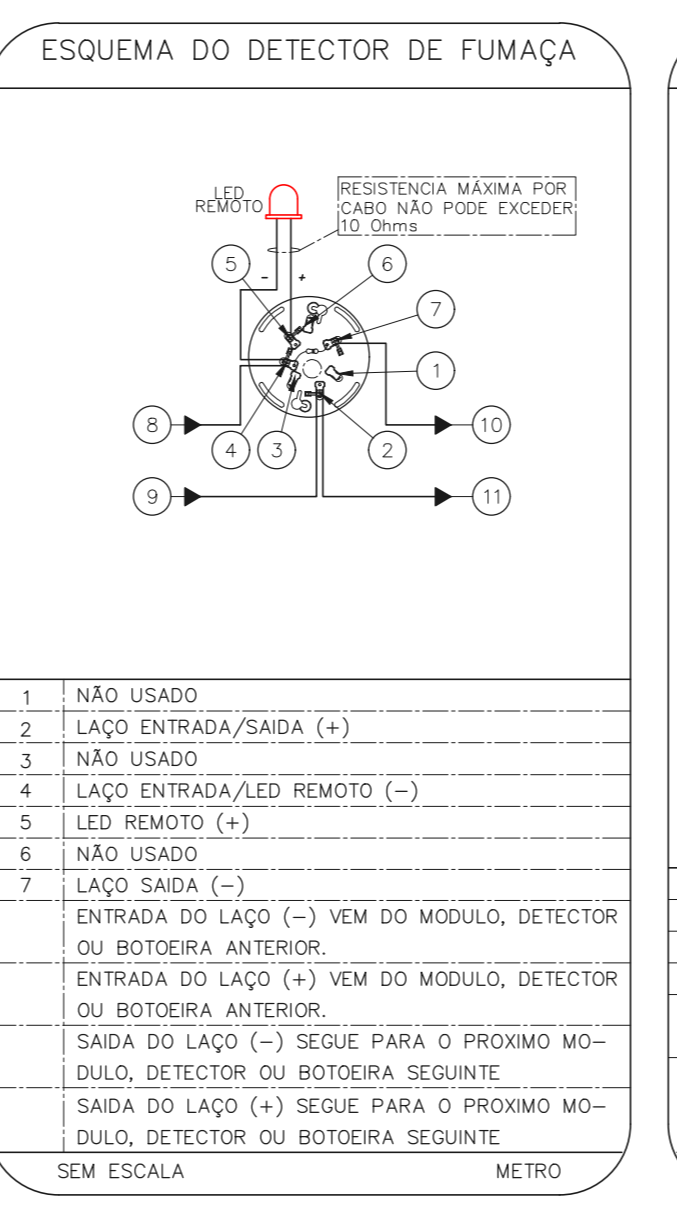 ESQUEMA DO DETECTOR DE FUMAÇA
LED
REMOTO
RESISTENCIA MÁXIMA POR
CABO NÃO PODE EXCEDER
10 Ohms
5
- +
6
7
1
8
10
4
3
2
9
11
1 NÃO USADO
2 LAÇO ENTRADA/SAIDA (+)
3 NÃO USADO
4 LAÇO ENTRADA/LED REMOTO (−)
5 LED REMOTO (+)
6 NÃO USADO
7 LAÇO SAIDA (−)
ENTRADA DO LAÇO (−) VEM DO MODULO, DETECTOR
OU BOTOEIRA ANTERIOR.
ENTRADA DO LAÇO (+) VEM DO MODULO, DETECTOR
OU BOTOEIRA ANTERIOR.
SAIDA DO LAÇO (−) SEGUE PARA O PROXIMO MO−
DULO, DETECTOR OU BOTOEIRA SEGUINTE
SAIDA DO LAÇO (+) SEGUE PARA O PROXIMO MO−
DULO, DETECTOR OU BOTOEIRA SEGUINTE
SEM ESCALA METRO